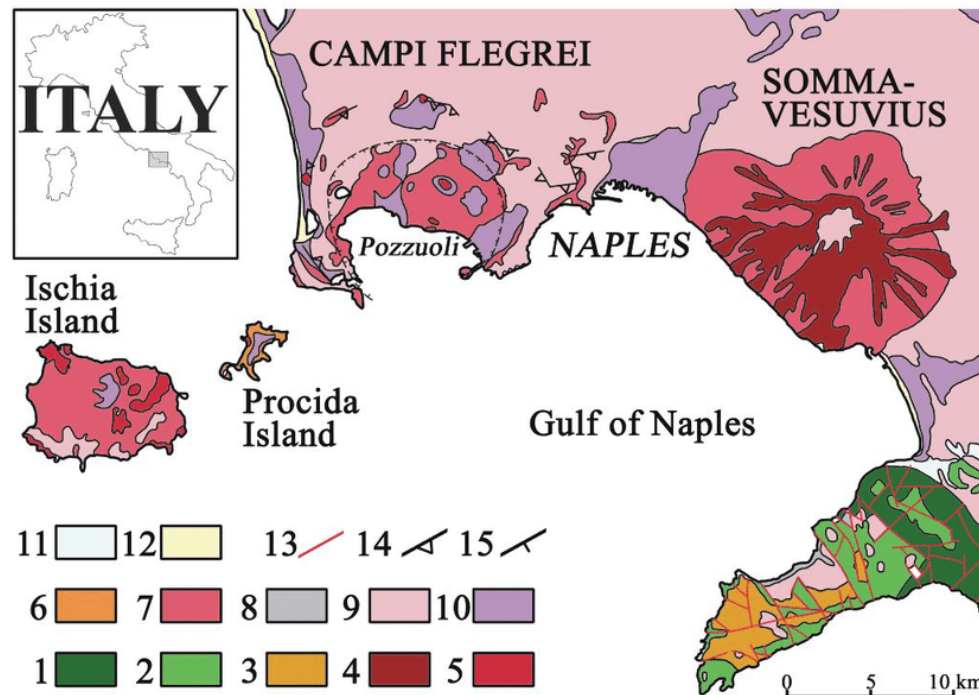 ITALY
CAMPI FLEGREI
SOMMA-
VESUVIUS
Pozzuoli
NAPLES
Ischia
Island
Procida
Island
Gulf of Naples
11 12 13 14 15
6 7 8 9 10
1 2 3 4 5
0 5 10 km